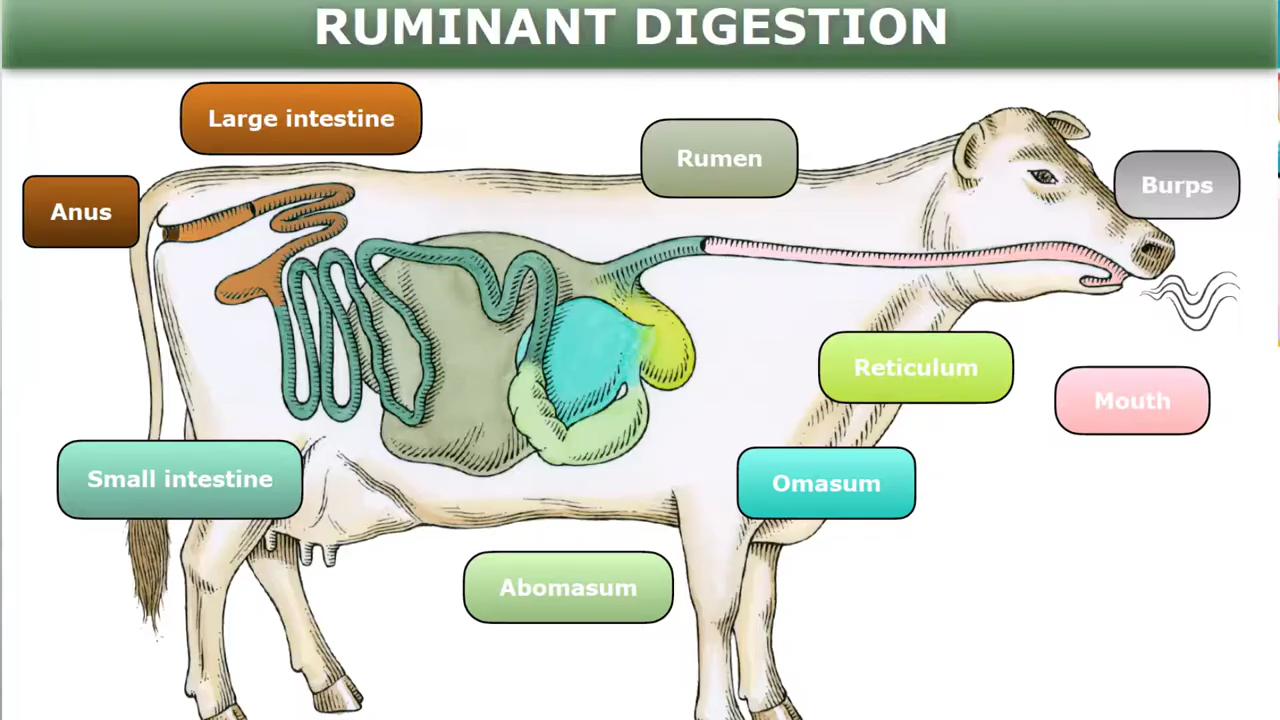 RUMINANT DIGESTION
Large intestine
Rumen
Burps
Anus
Reticulum
Mouth
Small intestine
Omasum
Abomasum